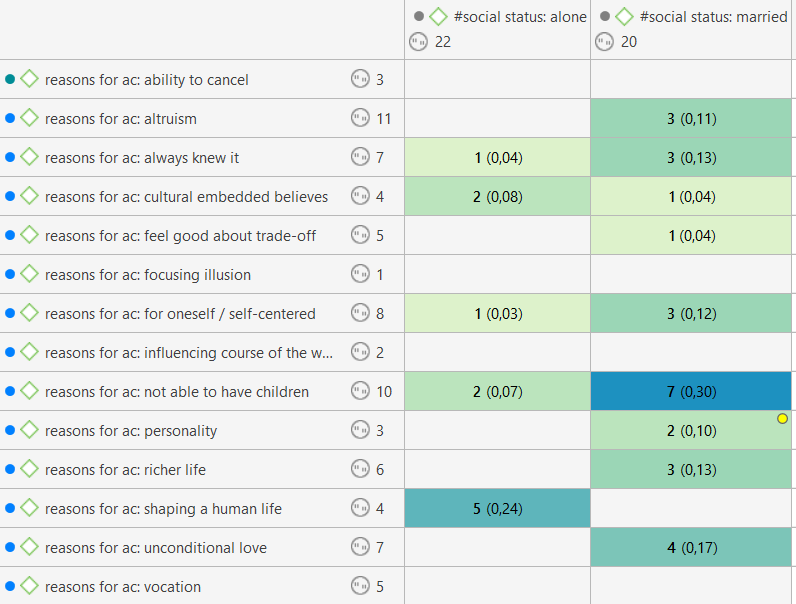 #social status: alone #social status: married
22 20
reasons for ac: ability to cancel 3
reasons for ac: altruism 11 3 (0,11)
reasons for ac: always knew it 7 1 (0,04) 3 (0,13)
reasons for ac: cultural embedded believes 4 2 (0,08) 1 (0,04)
reasons for ac: feel good about trade-off 5 1 (0,04)
reasons for ac: focusing illusion 1
reasons for ac: for oneself / self-centered 8 1 (0,03) 3 (0,12)
reasons for ac: influencing course of the w... 2
reasons for ac: not able to have children 10 2 (0,07) 7 (0,30)
reasons for ac: personality 3 2 (0,10)
reasons for ac: richer life 6 3 (0,13)
reasons for ac: shaping a human life 4 5 (0,24)
reasons for ac: unconditional love 7 4 (0,17)
reasons for ac: vocation 5